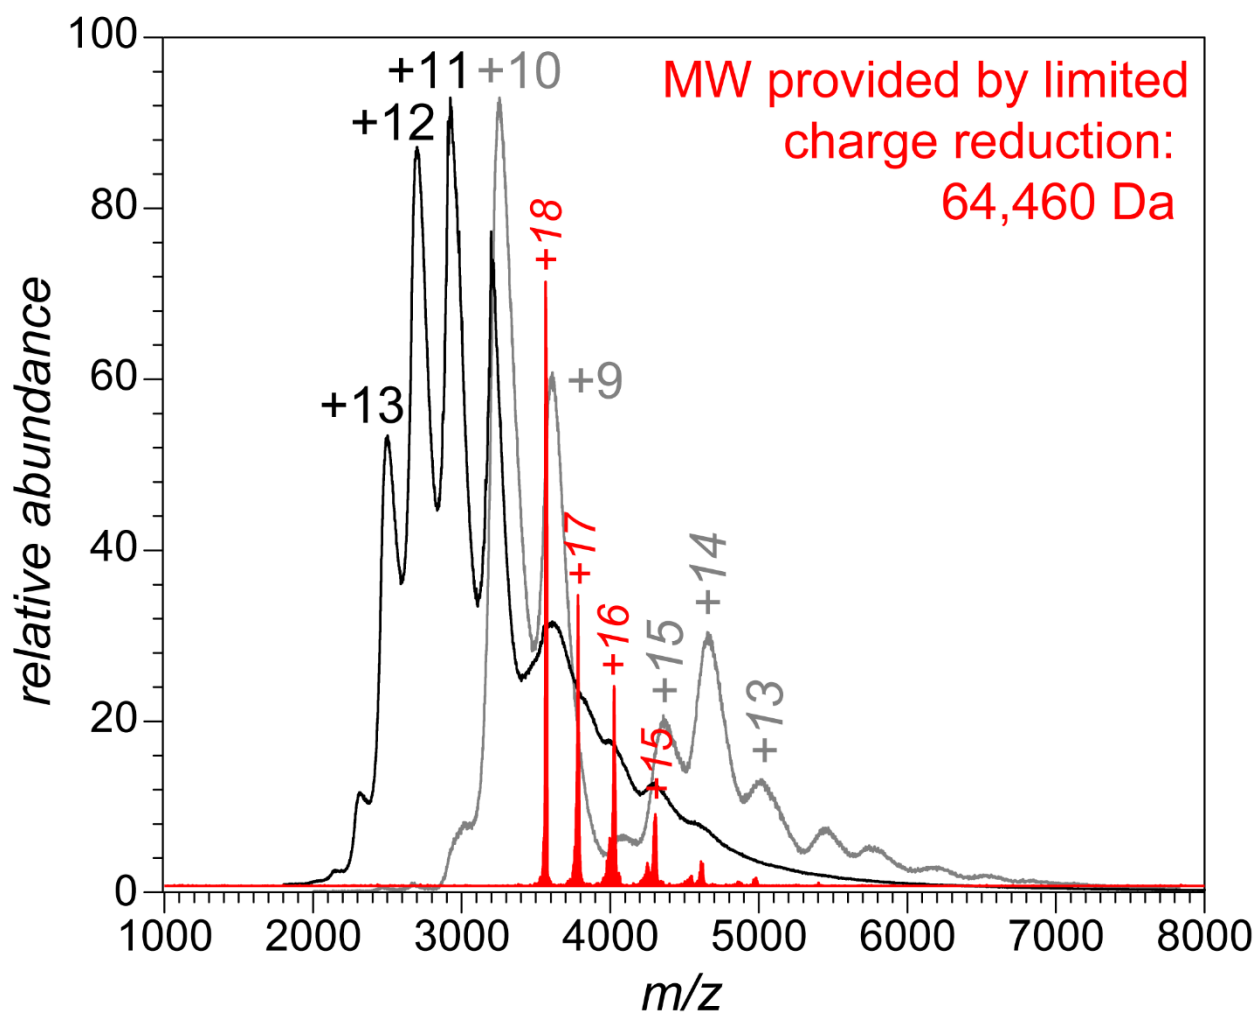 MW provided by limited
charge reduction:
64,460 Da
+11 +10
+12
+13
+9
+18
+17
+16
+15
+15
+14
+13
100
80
60
40
20
0
relative abundance
1000 2000 3000 4000 5000 6000 7000 8000
m/z